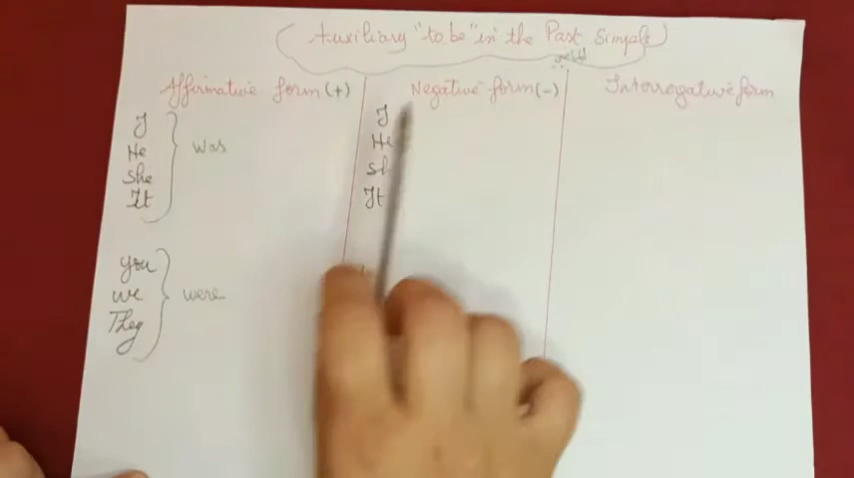 Auxiliary "to be" in the Past Simple
Affirmative form (+)
I
He
She
It
was
you
we
They
were
Negative form (-)
I
He
It
Interrogative form